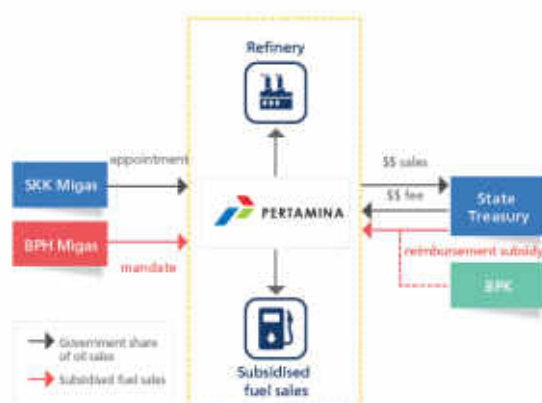 Refinery
appointment
SKK Migas
BPH Migas
mandate
PERTAMINA
$$ sales
$$ fee
State
Treasury
reimbursement subsidy
BPK
Subsidised
fuel sales
Government share
of oil sales
Subsidised fuel sales